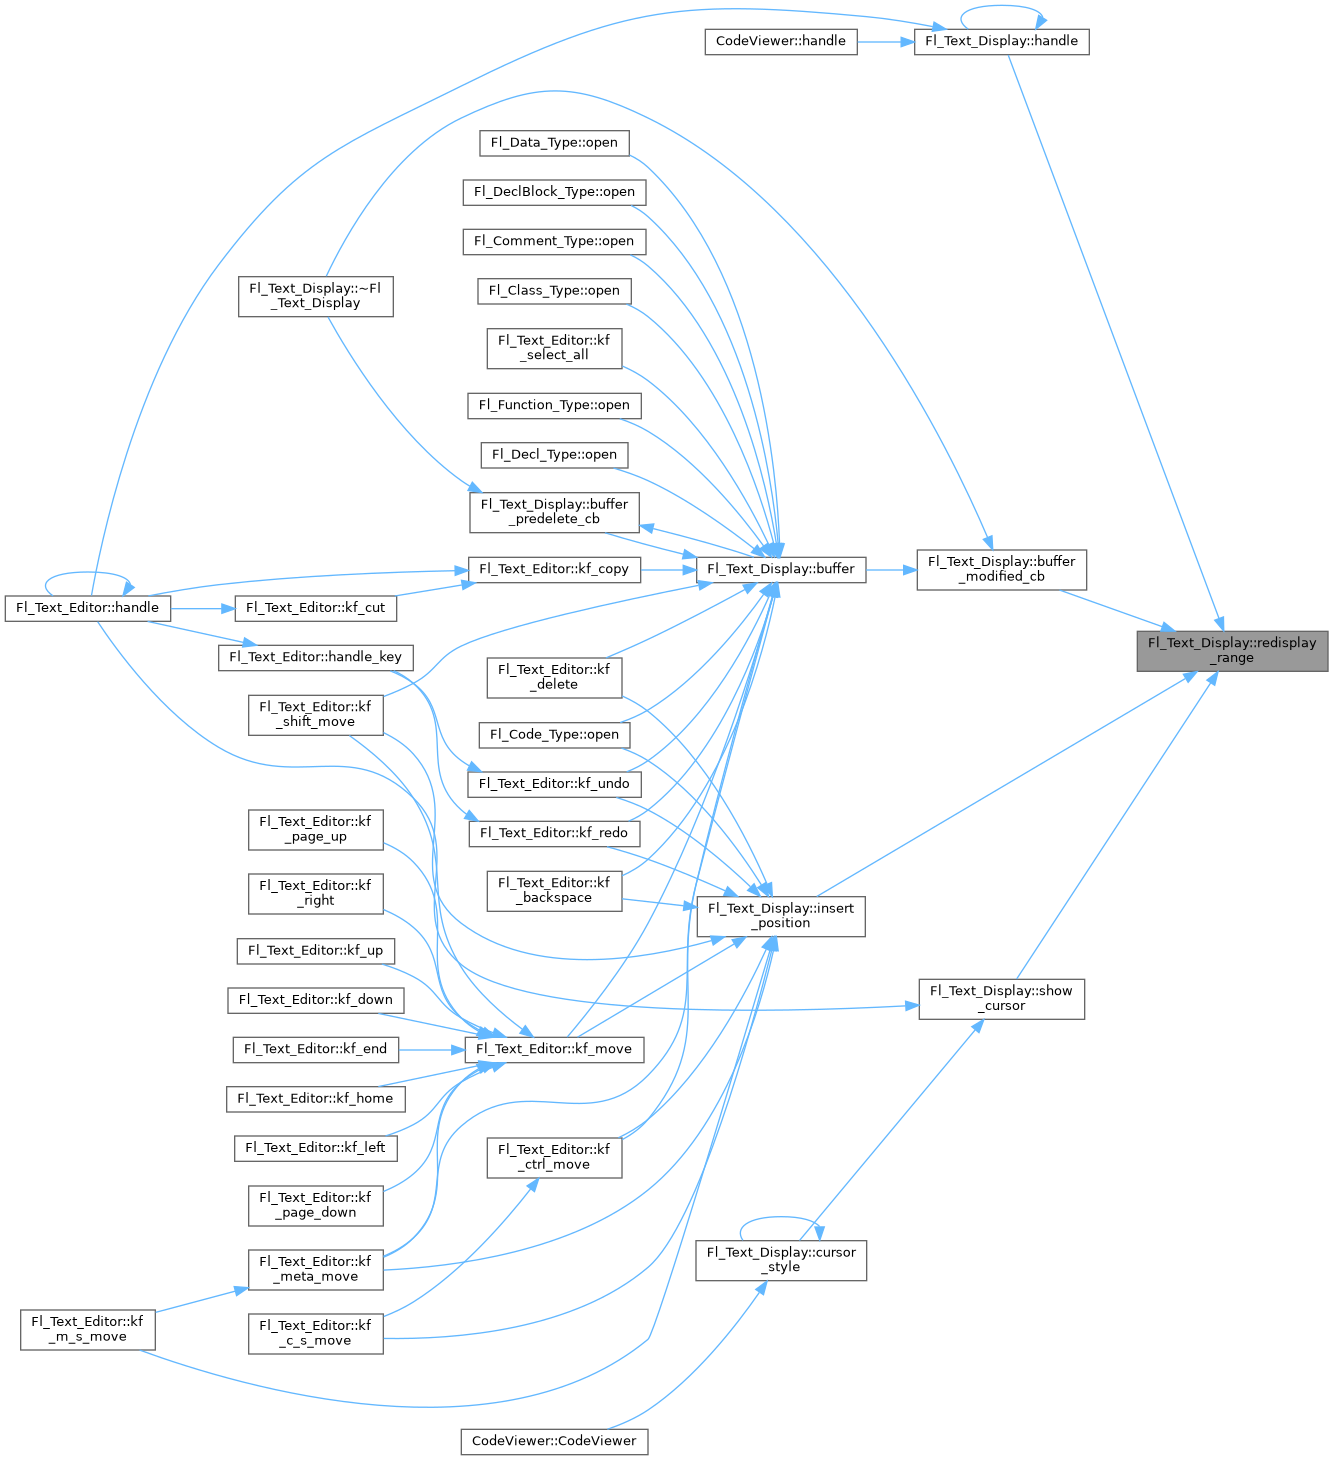 CodeViewer::handle
Fl_Text_Display::handle
Fl_Data_Type::open
Fl_DeclBlock_Type::open
Fl_Comment_Type::open
Fl_Class_Type::open
Fl_Text_Display::~Fl
_Text_Display
Fl_Text_Editor::kf
_select_all
Fl_Function_Type::open
Fl_Decl_Type::open
Fl_Text_Display::buffer
_predelete_cb
Fl_Text_Editor::kf_copy
Fl_Text_Display::buffer
Fl_Text_Display::buffer
_modified_cb
Fl_Text_Editor::handle
Fl_Text_Editor::kf_cut
Fl_Text_Editor::handle_key
Fl_Text_Display::redisplay
_range
Fl_Text_Editor::kf
_delete
Fl_Text_Editor::kf
_shift_move
Fl_Code_Type::open
Fl_Text_Editor::kf_undo
Fl_Text_Editor::kf
_page_up
Fl_Text_Editor::kf_redo
Fl_Text_Editor::kf
_right
Fl_Text_Editor::kf
_backspace
Fl_Text_Display::insert
_position
Fl_Text_Editor::kf_up
Fl_Text_Editor::kf_down
Fl_Text_Display::show
_cursor
Fl_Text_Editor::kf_end
Fl_Text_Editor::kf_move
Fl_Text_Editor::kf_home
Fl_Text_Editor::kf_left
Fl_Text_Editor::kf
_ctrl_move
Fl_Text_Editor::kf
_page_down
Fl_Text_Editor::kf
_meta_move
Fl_Text_Display::cursor
_style
Fl_Text_Editor::kf
_m_s_move
Fl_Text_Editor::kf
_c_s_move
CodeViewer::CodeViewer